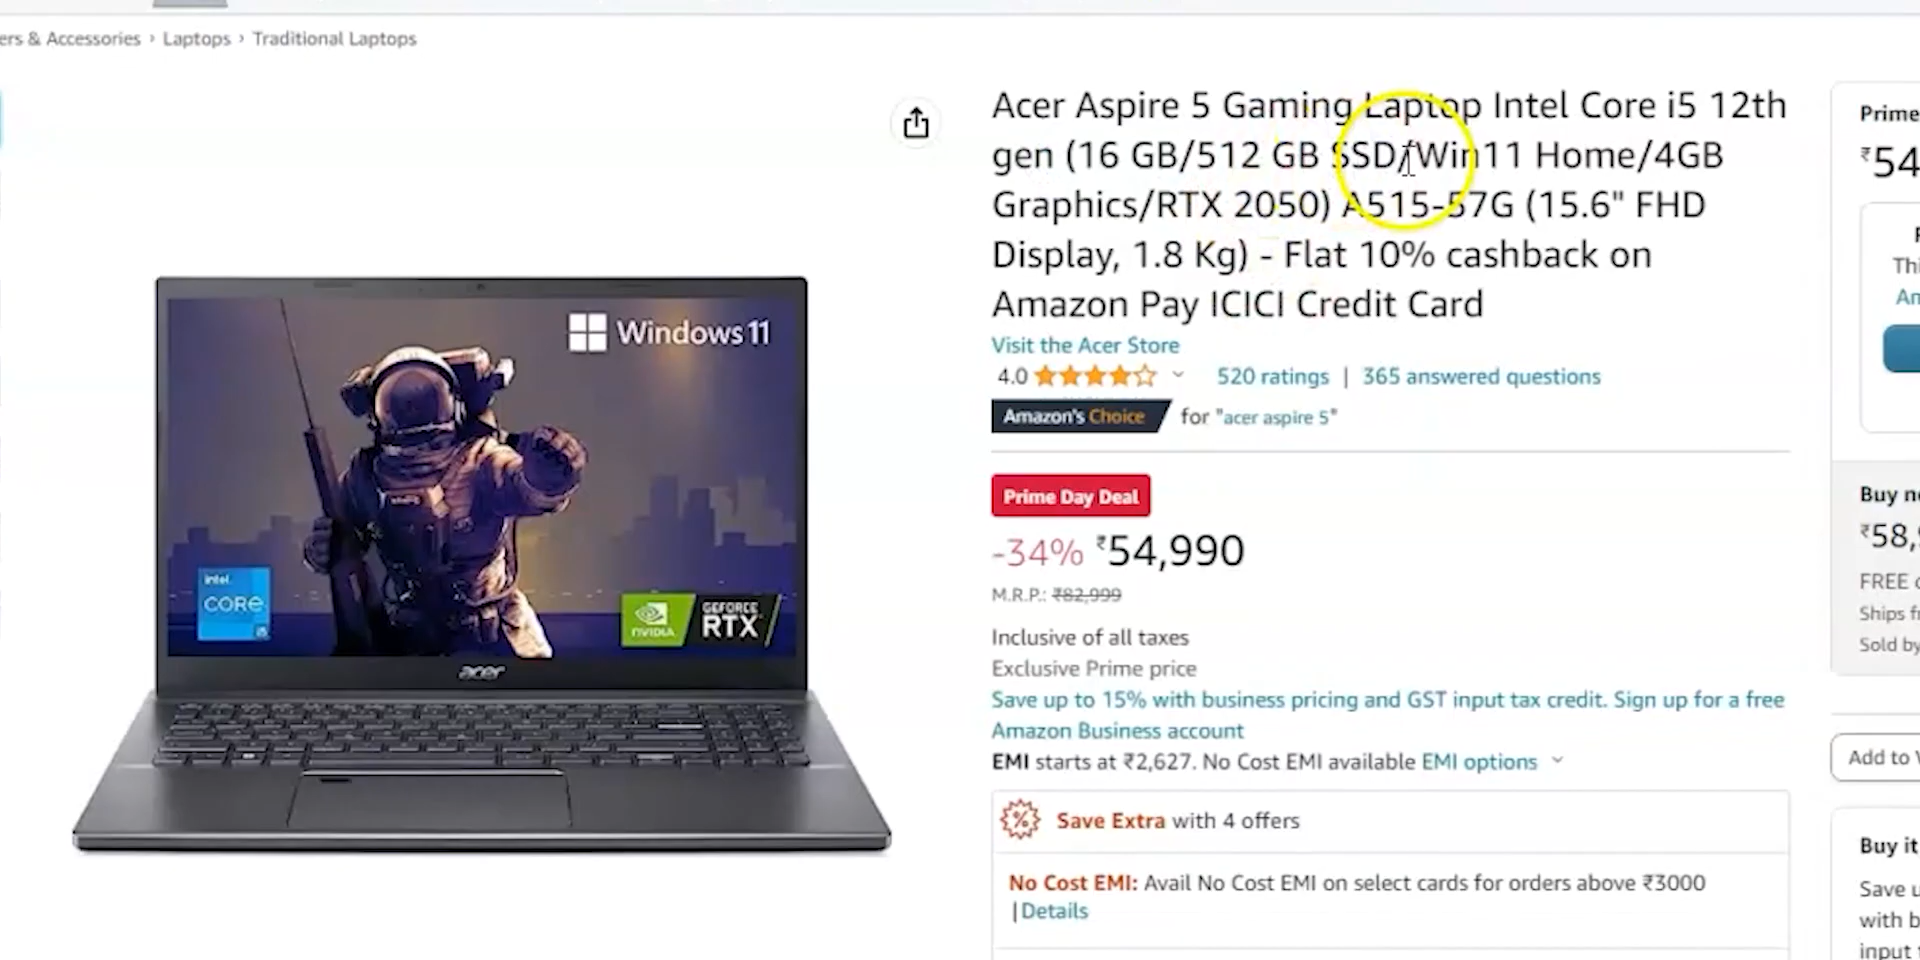 ers & Accessories › Laptops › Traditional Laptops
Acer Aspire 5 Gaming Laptop Intel Core i5 12th
gen (16 GB/512 GB SSD/Win11 Home/4GB
Graphics/RTX 2050) A515-57G (15.6" FHD
Display, 1.8 Kg) - Flat 10% cashback on
Amazon Pay ICICI Credit Card
Visit the Acer Store
4.0 520 ratings | 365 answered questions
Amazon's Choice for "acer aspire 5"
Prime Day Deal
-34% ₹54,990
M.R.P.: ₹82,999
Inclusive of all taxes
Exclusive Prime price
Save up to 15% with business pricing and GST input tax credit. Sign up for a free
Amazon Business account
EMI starts at ₹2,627. No Cost EMI available EMI options
Save Extra with 4 offers
No Cost EMI: Avail No Cost EMI on select cards for orders above ₹3000
| Details
Windows 11
intel
CORE
i5
NVIDIA
GEFORCE
RTX
acer
Prime
₹54
Thi
Am
Buy n
₹58,
FREE
Ships f
Sold by
Add to
Buy it
Save u
with b
input